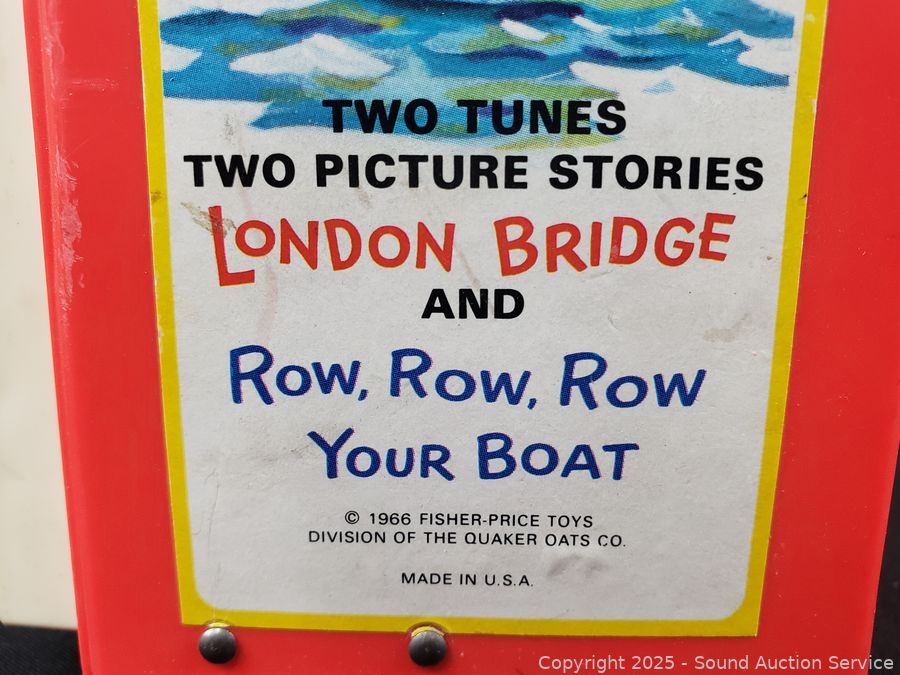 TWO TUNES
TWO PICTURE STORIES
LONDON BRIDGE
AND
ROW, ROW, ROW
YOUR BOAT
© 1966 FISHER-PRICE TOYS
DIVISION OF THE QUAKER OATS CO.
MADE IN U.S.A.
Copyright 2025 - Sound Auction Service